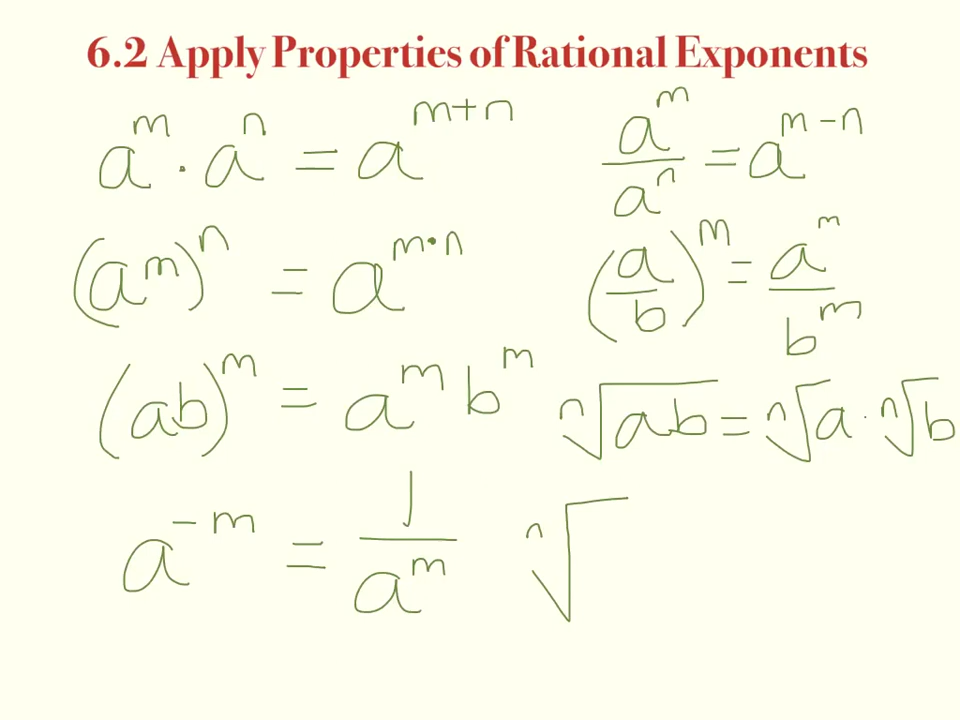 6.2 Apply Properties of Rational Exponents
a^m · a^n = a^(m+n)
a^m / a^n = a^(m-n)
(a^m)^n = a^(m·n)
(a/b)^m = a^m / b^m
(ab)^m = a^m b^m
ⁿ√ab = ⁿ√a · ⁿ√b
a^(-m) = 1 / a^m
ⁿ√